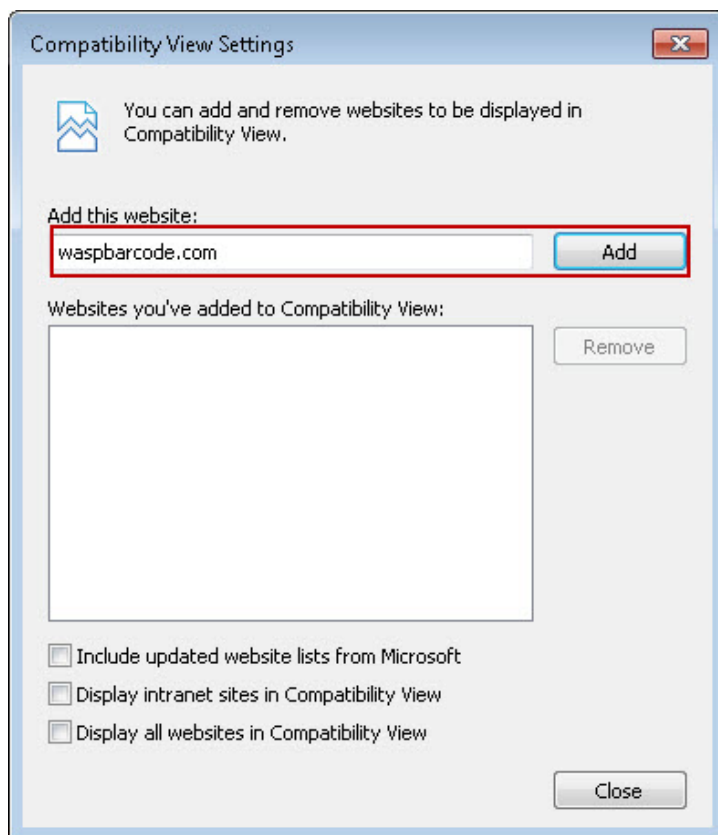 Compatibility View Settings
You can add and remove websites to be displayed in
Compatibility View.
Add this website:
waspbarcode.com
Add
Websites you've added to Compatibility View:
Remove
Include updated website lists from Microsoft
Display intranet sites in Compatibility View
Display all websites in Compatibility View
Close